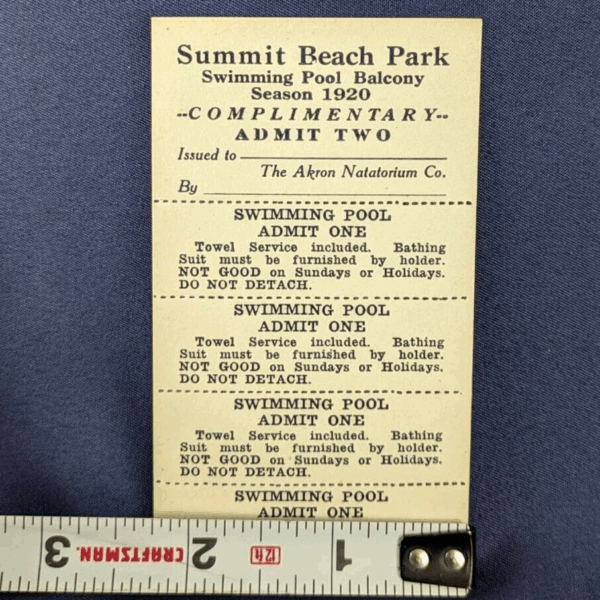 Summit Beach Park
Swimming Pool Balcony
Season 1920
--COMPLIMENTARY--
ADMIT TWO
Issued to
The Akron Natatorium Co.
By
SWIMMING POOL
ADMIT ONE
Towel Service included. Bathing
Suit must be furnished by holder.
NOT GOOD on Sundays or Holidays.
DO NOT DETACH.
SWIMMING POOL
ADMIT ONE
Towel Service included. Bathing
Suit must be furnished by holder.
NOT GOOD on Sundays or Holidays.
DO NOT DETACH.
SWIMMING POOL
ADMIT ONE
Towel Service included. Bathing
Suit must be furnished by holder.
NOT GOOD on Sundays or Holidays.
DO NOT DETACH.
SWIMMING POOL
ADMIT ONE
1 12ft 2 CRAFTSMAN. 3